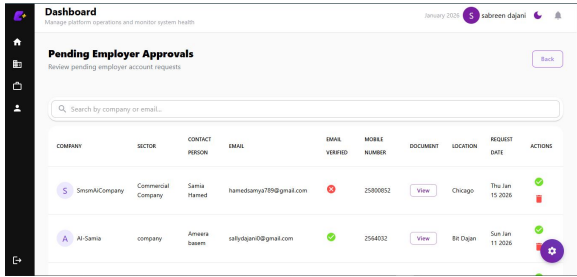 Dashboard
Manage platform operations and monitor system health
January 2026
S
sabreen dajani
Pending Employer Approvals
Review pending employer account requests
Back
Search by company or email...
COMPANY SECTOR CONTACT PERSON EMAIL EMAIL VERIFIED MOBILE NUMBER DOCUMENT LOCATION REQUEST DATE ACTIONS
S SmsmAiCompany Commercial Company Samia Hamed hamedsamya789@gmail.com 25800852 View Chicago Thu Jan 15 2026
A Al-Samia company Ameera basem sallydajani0@gmail.com 2564032 View Bit Dajan Sun Jan 11 2026